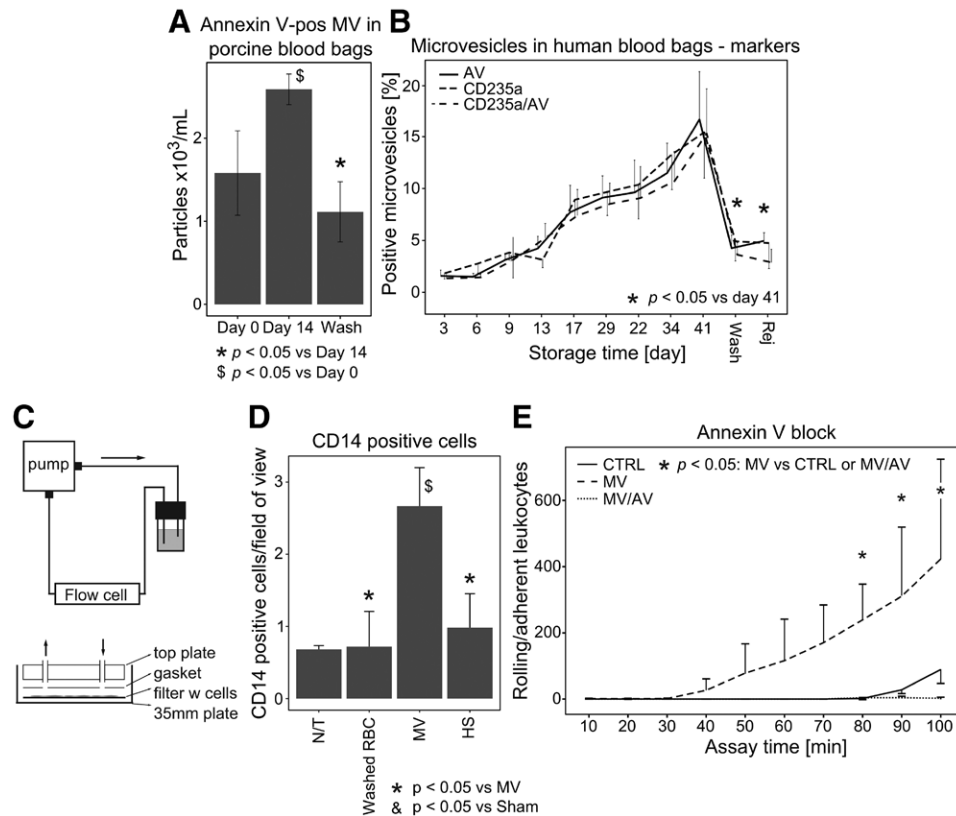 A
Annexin V-pos MV in
porcine blood bags
Particles x10³/mL
2
1
0
$
*
Day 0 Day 14 Wash
* p < 0.05 vs Day 14
$ p < 0.05 vs Day 0
B
Microvesicles in human blood bags - markers
Positive microvesicles [%]
20
15
10
5
0
AV
CD235a
CD235a/AV
* *
* p < 0.05 vs day 41
3 6 9 13 17 29 22 34 41 Wash Rej
Storage time [day]
C
pump
Flow cell
top plate
gasket
filter w cells
35mm plate
D
CD14 positive cells
CD14 positive cells/field of view
3
2
1
0
*
$
*
N/T Washed RBC MV HS
* p < 0.05 vs MV
& p < 0.05 vs Sham
E
Annexin V block
Rolling/adherent leukocytes
600
400
200
0
CTRL
MV
MV/AV
* p < 0.05: MV vs CTRL or MV/AV
* * *
10 20 30 40 50 60 70 80 90 100
Assay time [min]